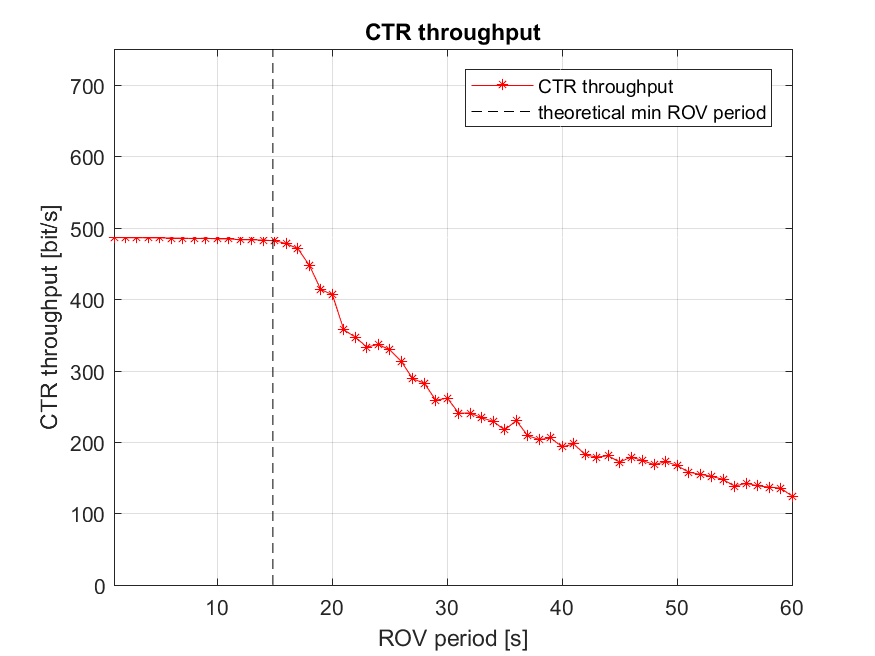 CTR throughput
CTR throughput
theoretical min ROV period
CTR throughput [bit/s]
700
600
500
400
300
200
100
0
10
20
30
40
50
60
ROV period [s]